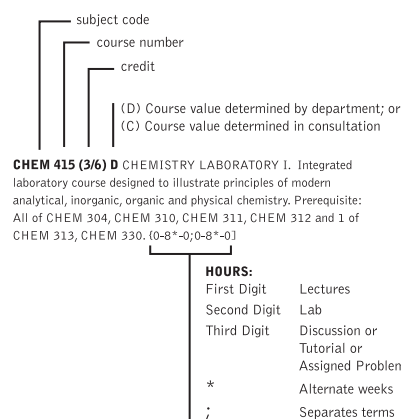 subject code
course number
credit
(D) Course value determined by department; or
(C) Course value determined in consultation
CHEM 415 (3/6) D CHEMISTRY LABORATORY I. Integrated
laboratory course designed to illustrate principles of modern
analytical, inorganic, organic and physical chemistry. Prerequisite:
All of CHEM 304, CHEM 310, CHEM 311, CHEM 312 and 1 of
CHEM 313, CHEM 330. {0-8*-0;0-8*-0]
HOURS:
First Digit Lectures
Second Digit Lab
Third Digit Discussion or
Tutorial or
Assigned Problen
* Alternate weeks
; Separates terms